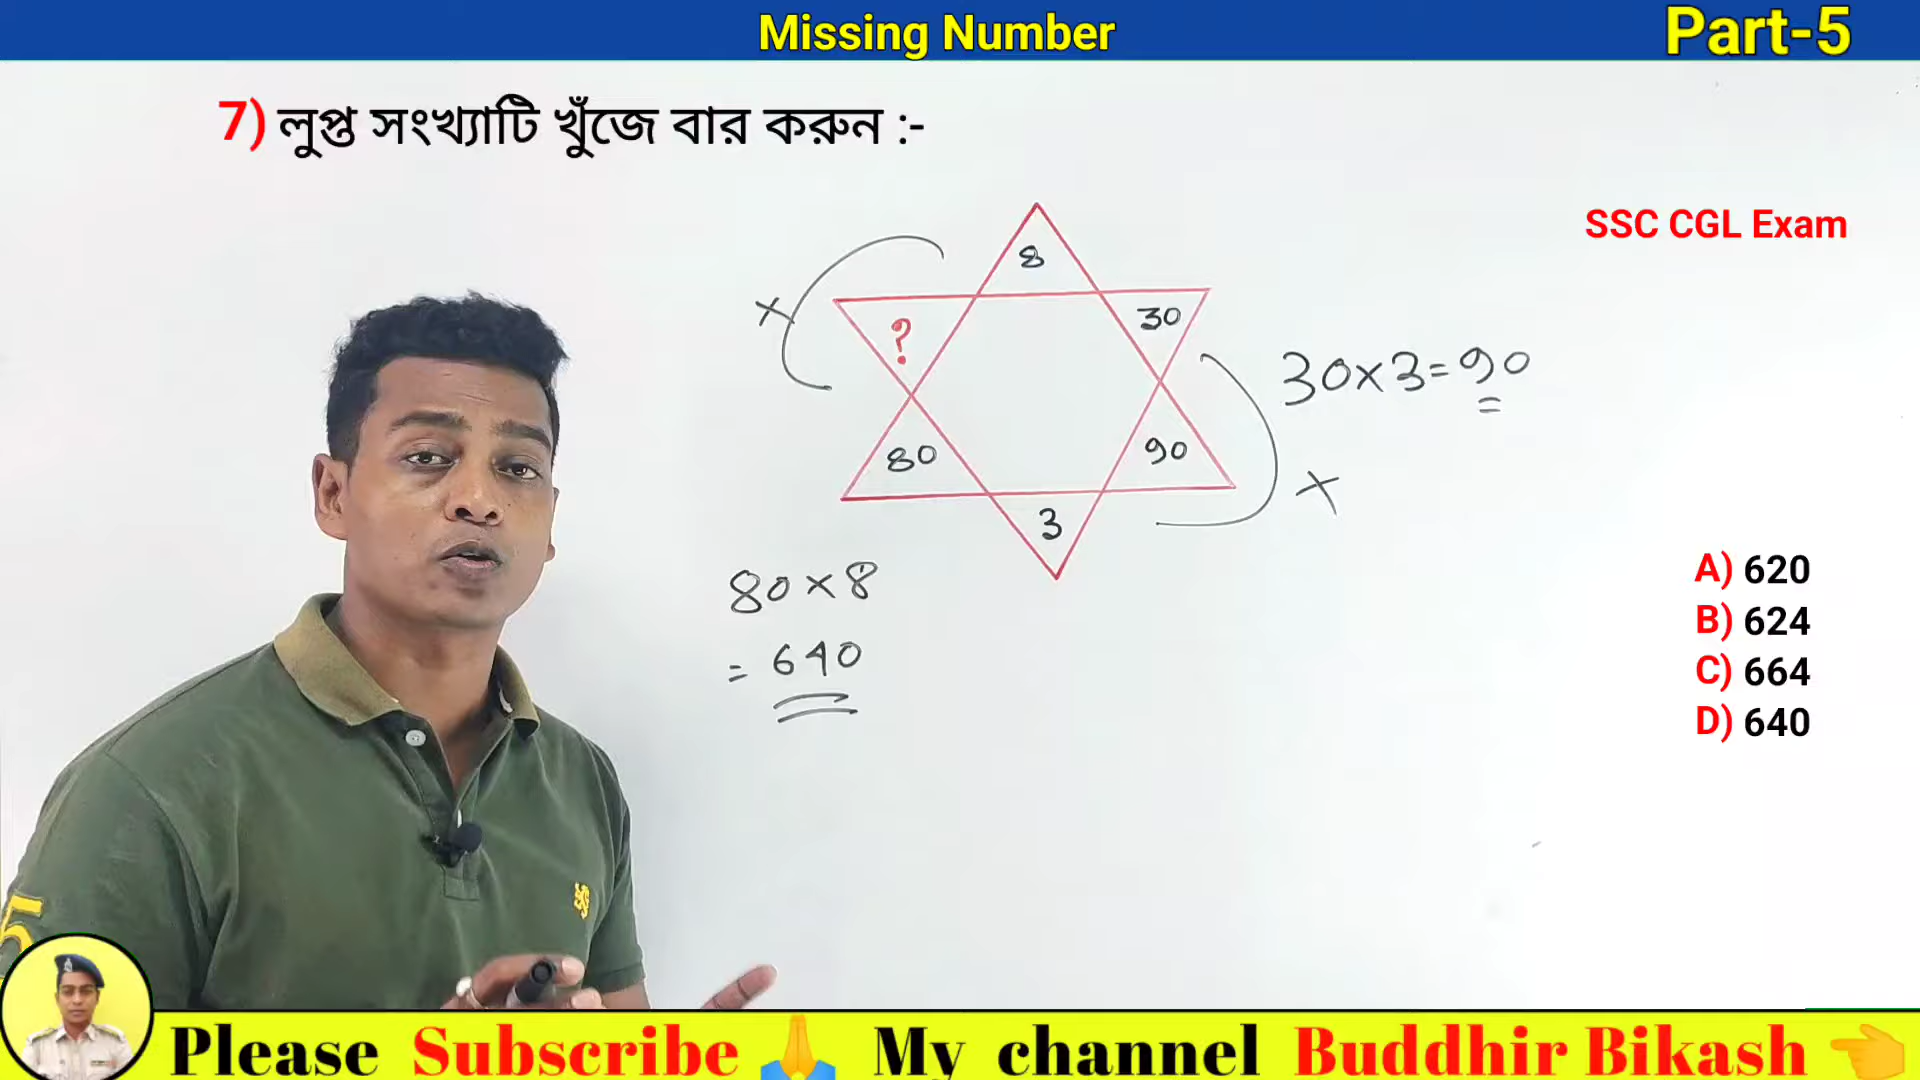 Missing Number
Part-5
7) লুপ্ত সংখ্যাটি খুঁজে বার করুন :-
SSC CGL Exam
8
×
?
30
30×3=90
80
90
×
3
80×8
= 640
A) 620
B) 624
C) 664
D) 640
5
Please Subscribe 🙏 My channel Buddhir Bikash 👈